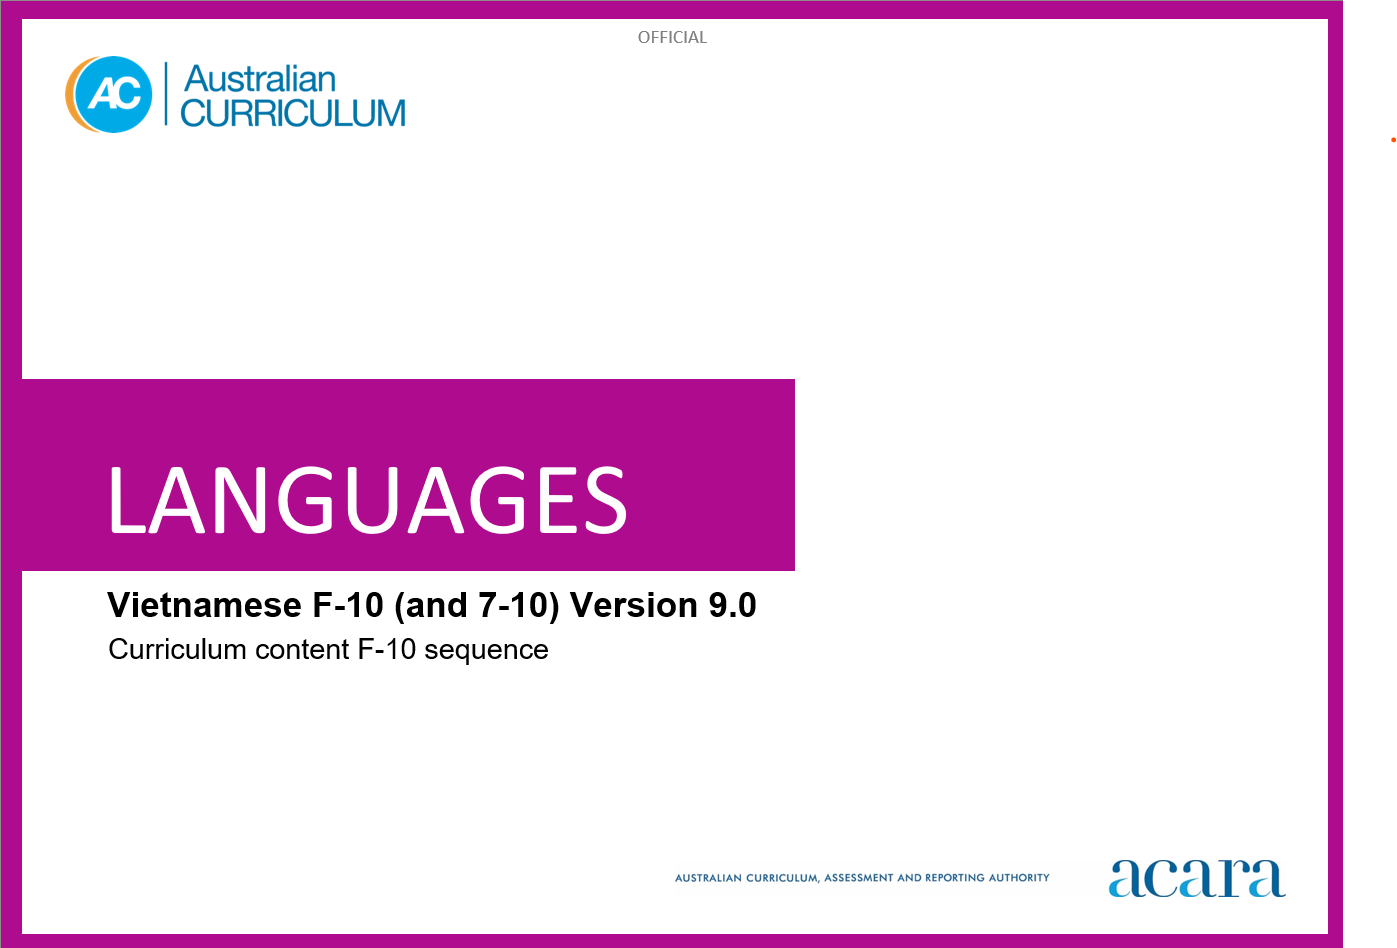 OFFICIAL
AC
Australian
CURRICULUM
LANGUAGES
Vietnamese F-10 (and 7-10) Version 9.0
Curriculum content F-10 sequence
AUSTRALIAN CURRICULUM, ASSESSMENT AND REPORTING AUTHORITY
acara